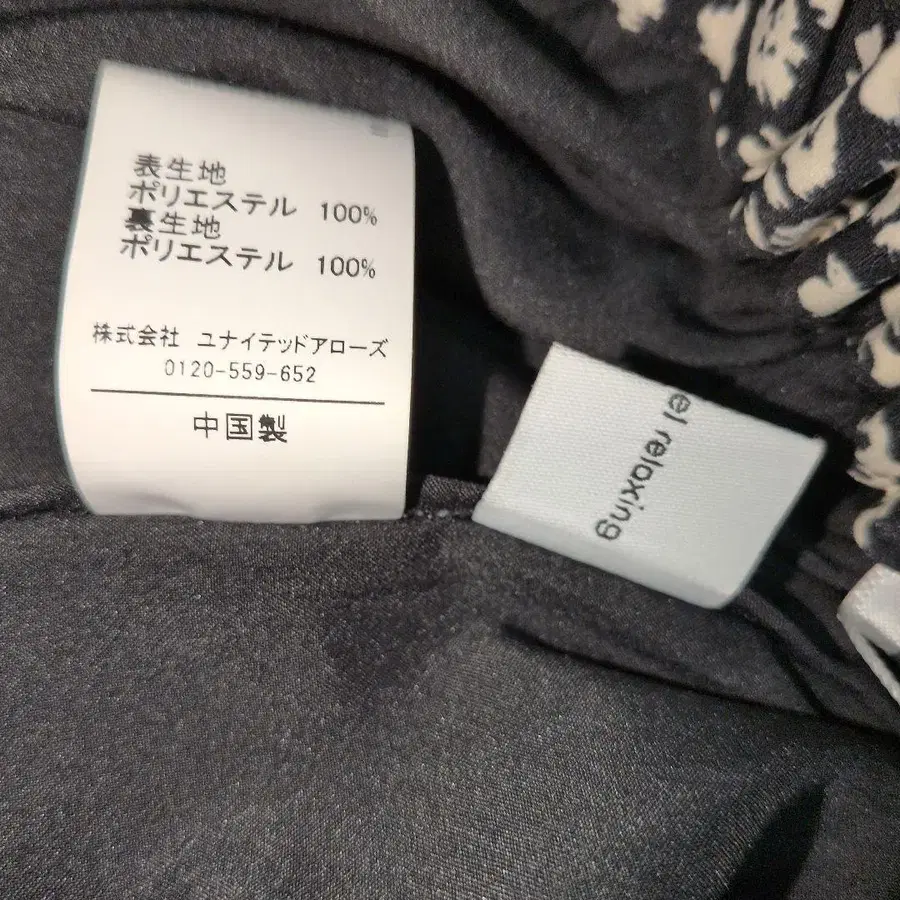 表生地
ポリエステル 100%
裏生地
ポリエステル 100%
株式会社 ユナイテッドアローズ
0120-559-652
中国製
el relaxing